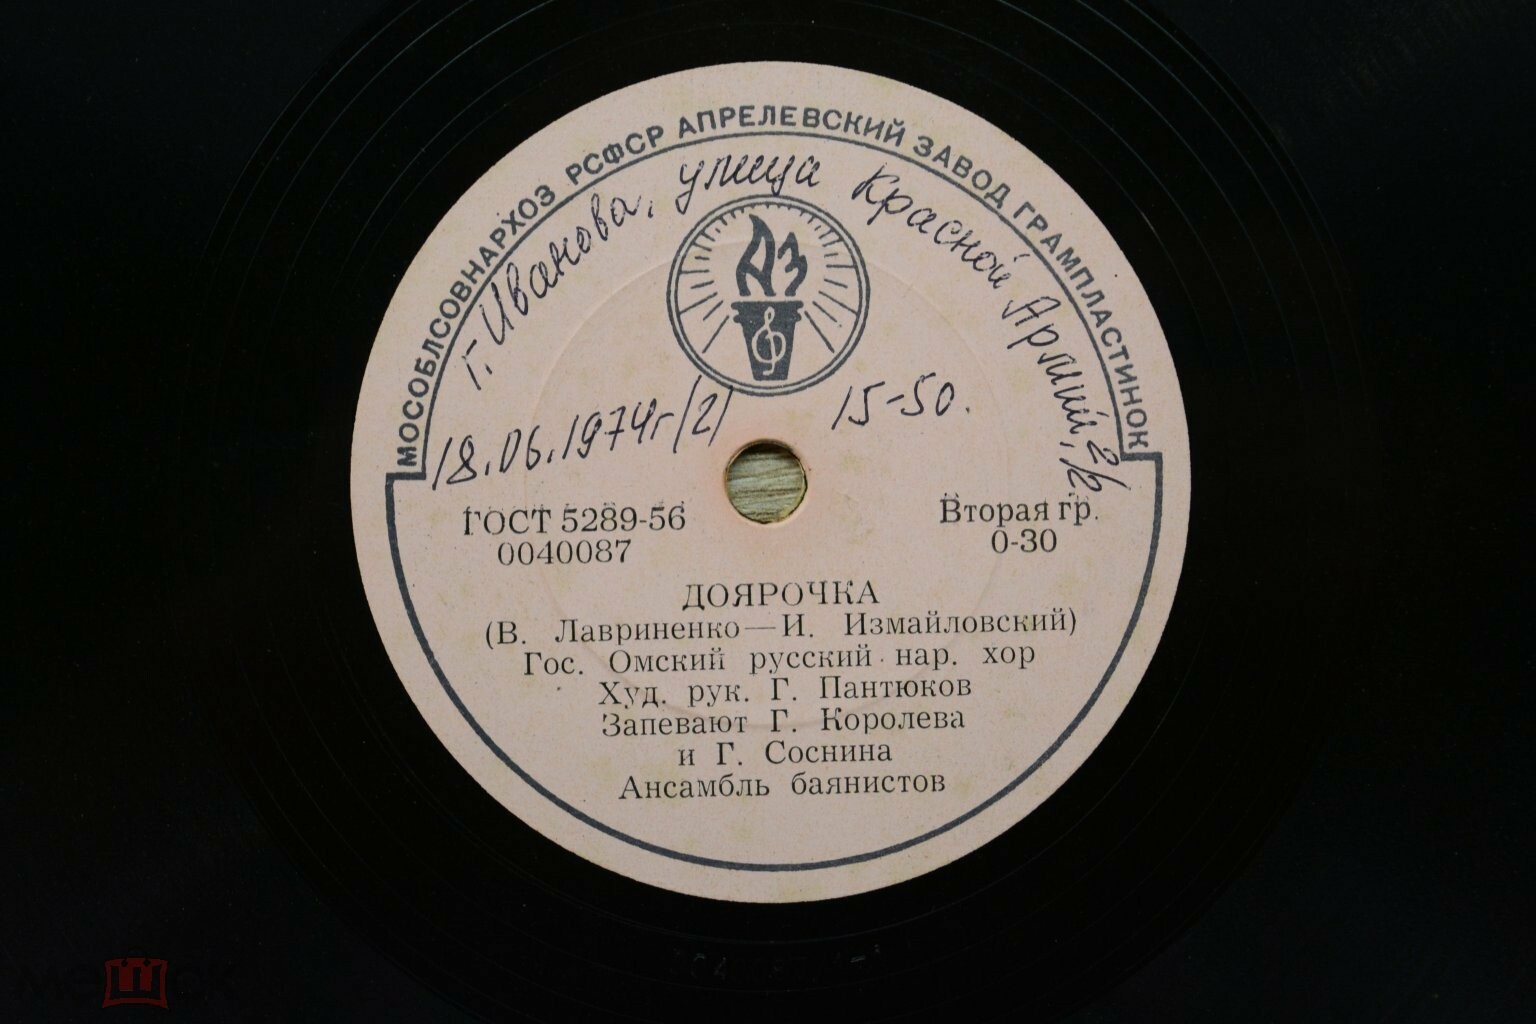 МОСОБЛСОВНАРХОЗ РСФСР АПРЕЛЕВСКИЙ ЗАВОД ГРАМПЛАСТИНОК
г. Иванова, улица Красной Армии,
АЗ
18.06.1974г (2) 15-50.
ГОСТ 5289-56 Вторая гр.
0040087 0-30
ДОЯРОЧКА
(В. Лавриненко — И. Измайловский)
Гос. Омский русский нар. хор
Худ. рук. Г. Пантюков
Запевают Г. Королева
и Г. Соснина
Ансамбль баянистов
мешок